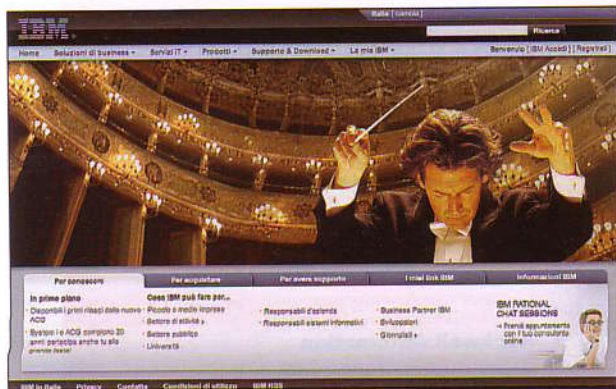 Italia [cambia]
IBM
Ricerca
Home Soluzioni di business Servizi IT Prodotti Supporto & Download La mia IBM Benvenuto [IBM Accedi] [Registrati]
Per conoscere Per acquistare Per avere supporto I miei link IBM Informazioni IBM
In primo piano
Disponibili i primi rilasci della nuova ACG
System i e ACG compiono 20 anni partecipa anche tu alla grande festa!
Cosa IBM può fare per...
Piccole e medie imprese
Settore di attività
Settore pubblico
Università
Responsabili d'azienda
Responsabili sistemi informativi
Business Partner IBM
Sviluppatori
Giornalisti
IBM RATIONAL
CHAT SESSIONS
Prendi appuntamento
con il tuo consulente
online
IBM in Italia Privacy Contatta Condizioni di utilizzo IBM RSS